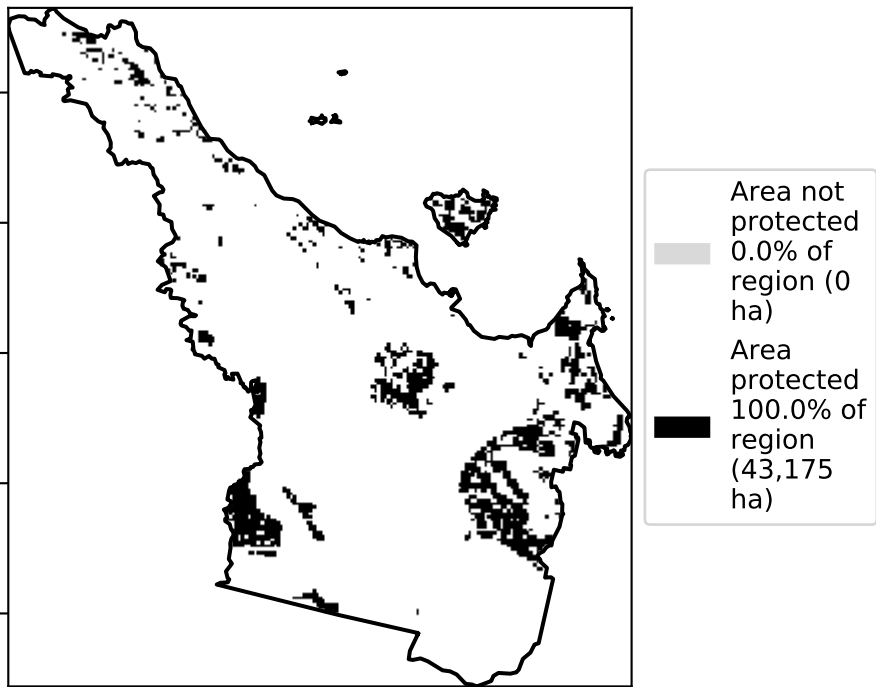 Area not
protected
0.0% of
region (0
ha)
Area
protected
100.0% of
region
(43,175
ha)